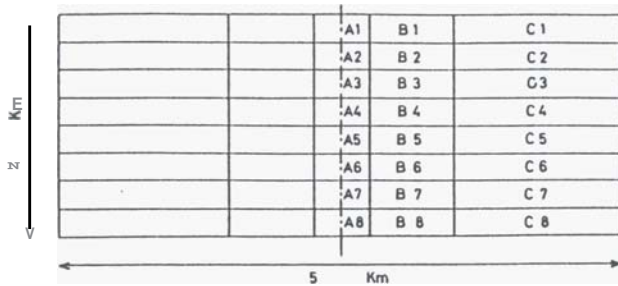 A1 B 1 C 1
A2 B 2 C 2
A3 B 3 C3
A4 B 4 C 4
A5 B 5 C 5
A6 B 6 C 6
A7 B 7 C 7
A8 B 8 C 8
Km
N
5 Km